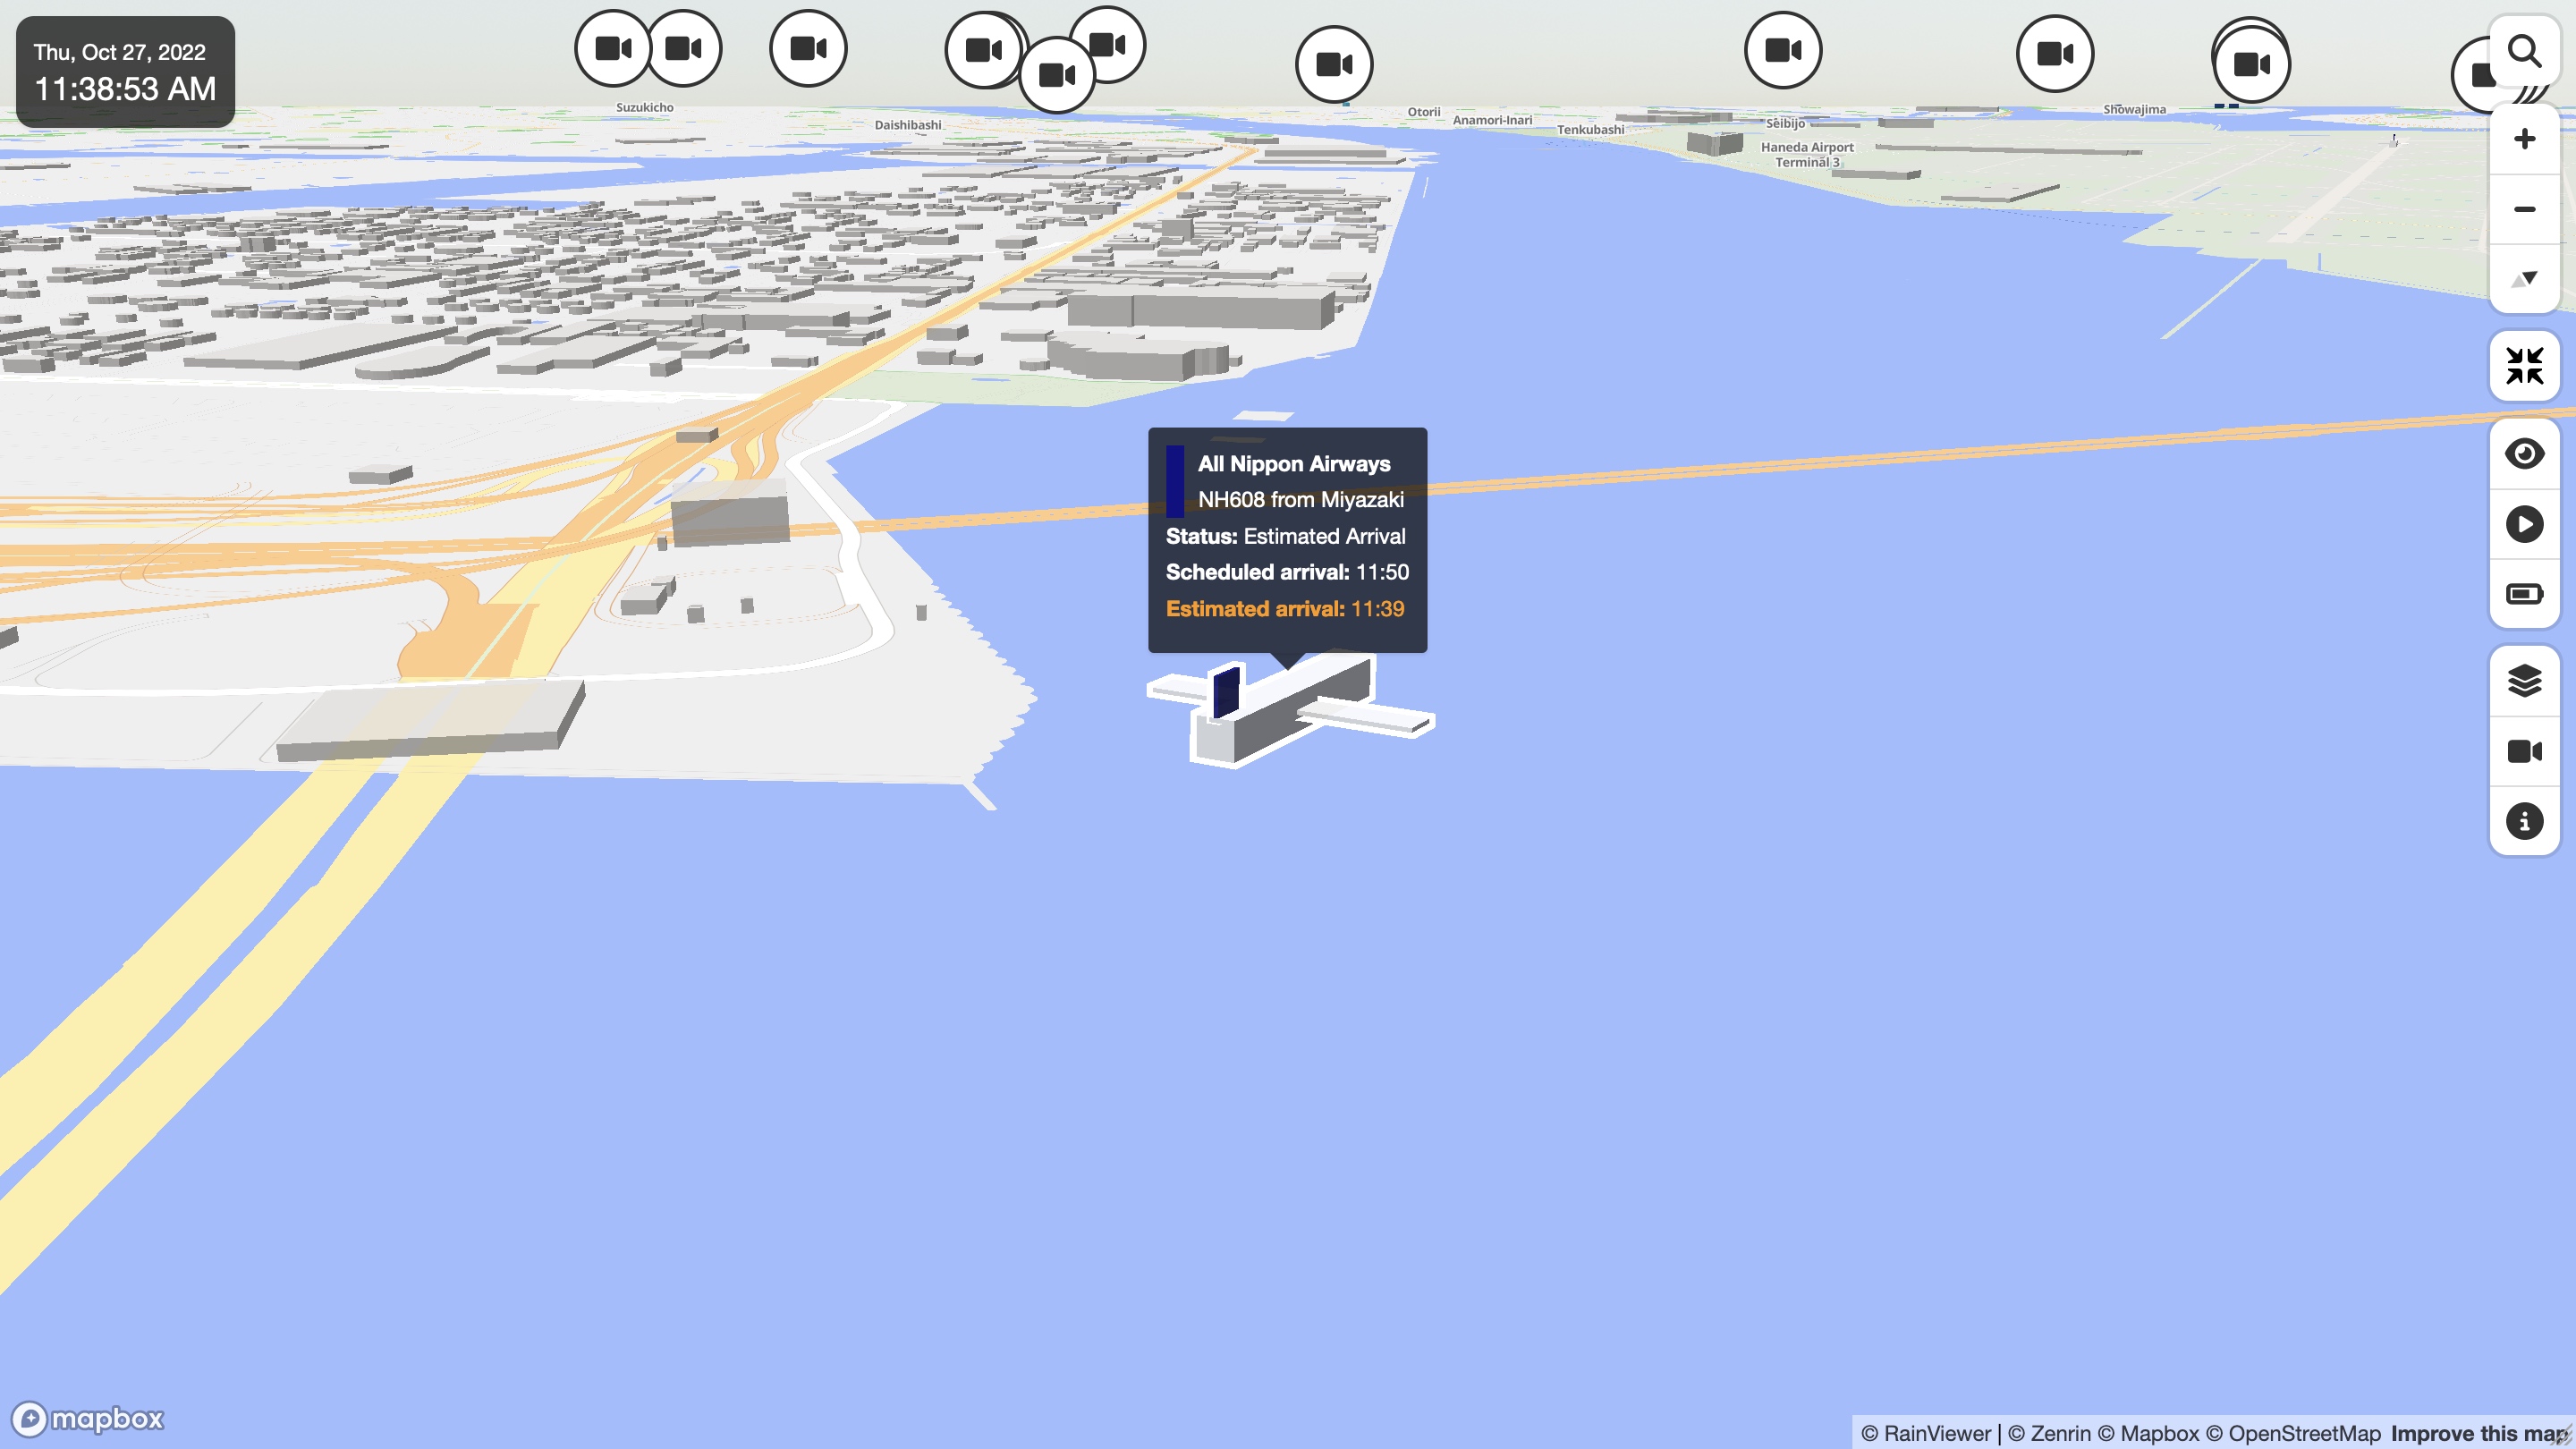 Thu, Oct 27, 2022
11:38:53 AM
Suzukicho
Daishibashi
Otorii
Anamori-Inari
Tenkubashi
Seibijo
Showajima
Haneda Airport
Terminal 3
All Nippon Airways
NH608 from Miyazaki
Status: Estimated Arrival
Scheduled arrival: 11:50
Estimated arrival: 11:39
mapbox
© RainViewer | © Zenrin © Mapbox © OpenStreetMap Improve this map